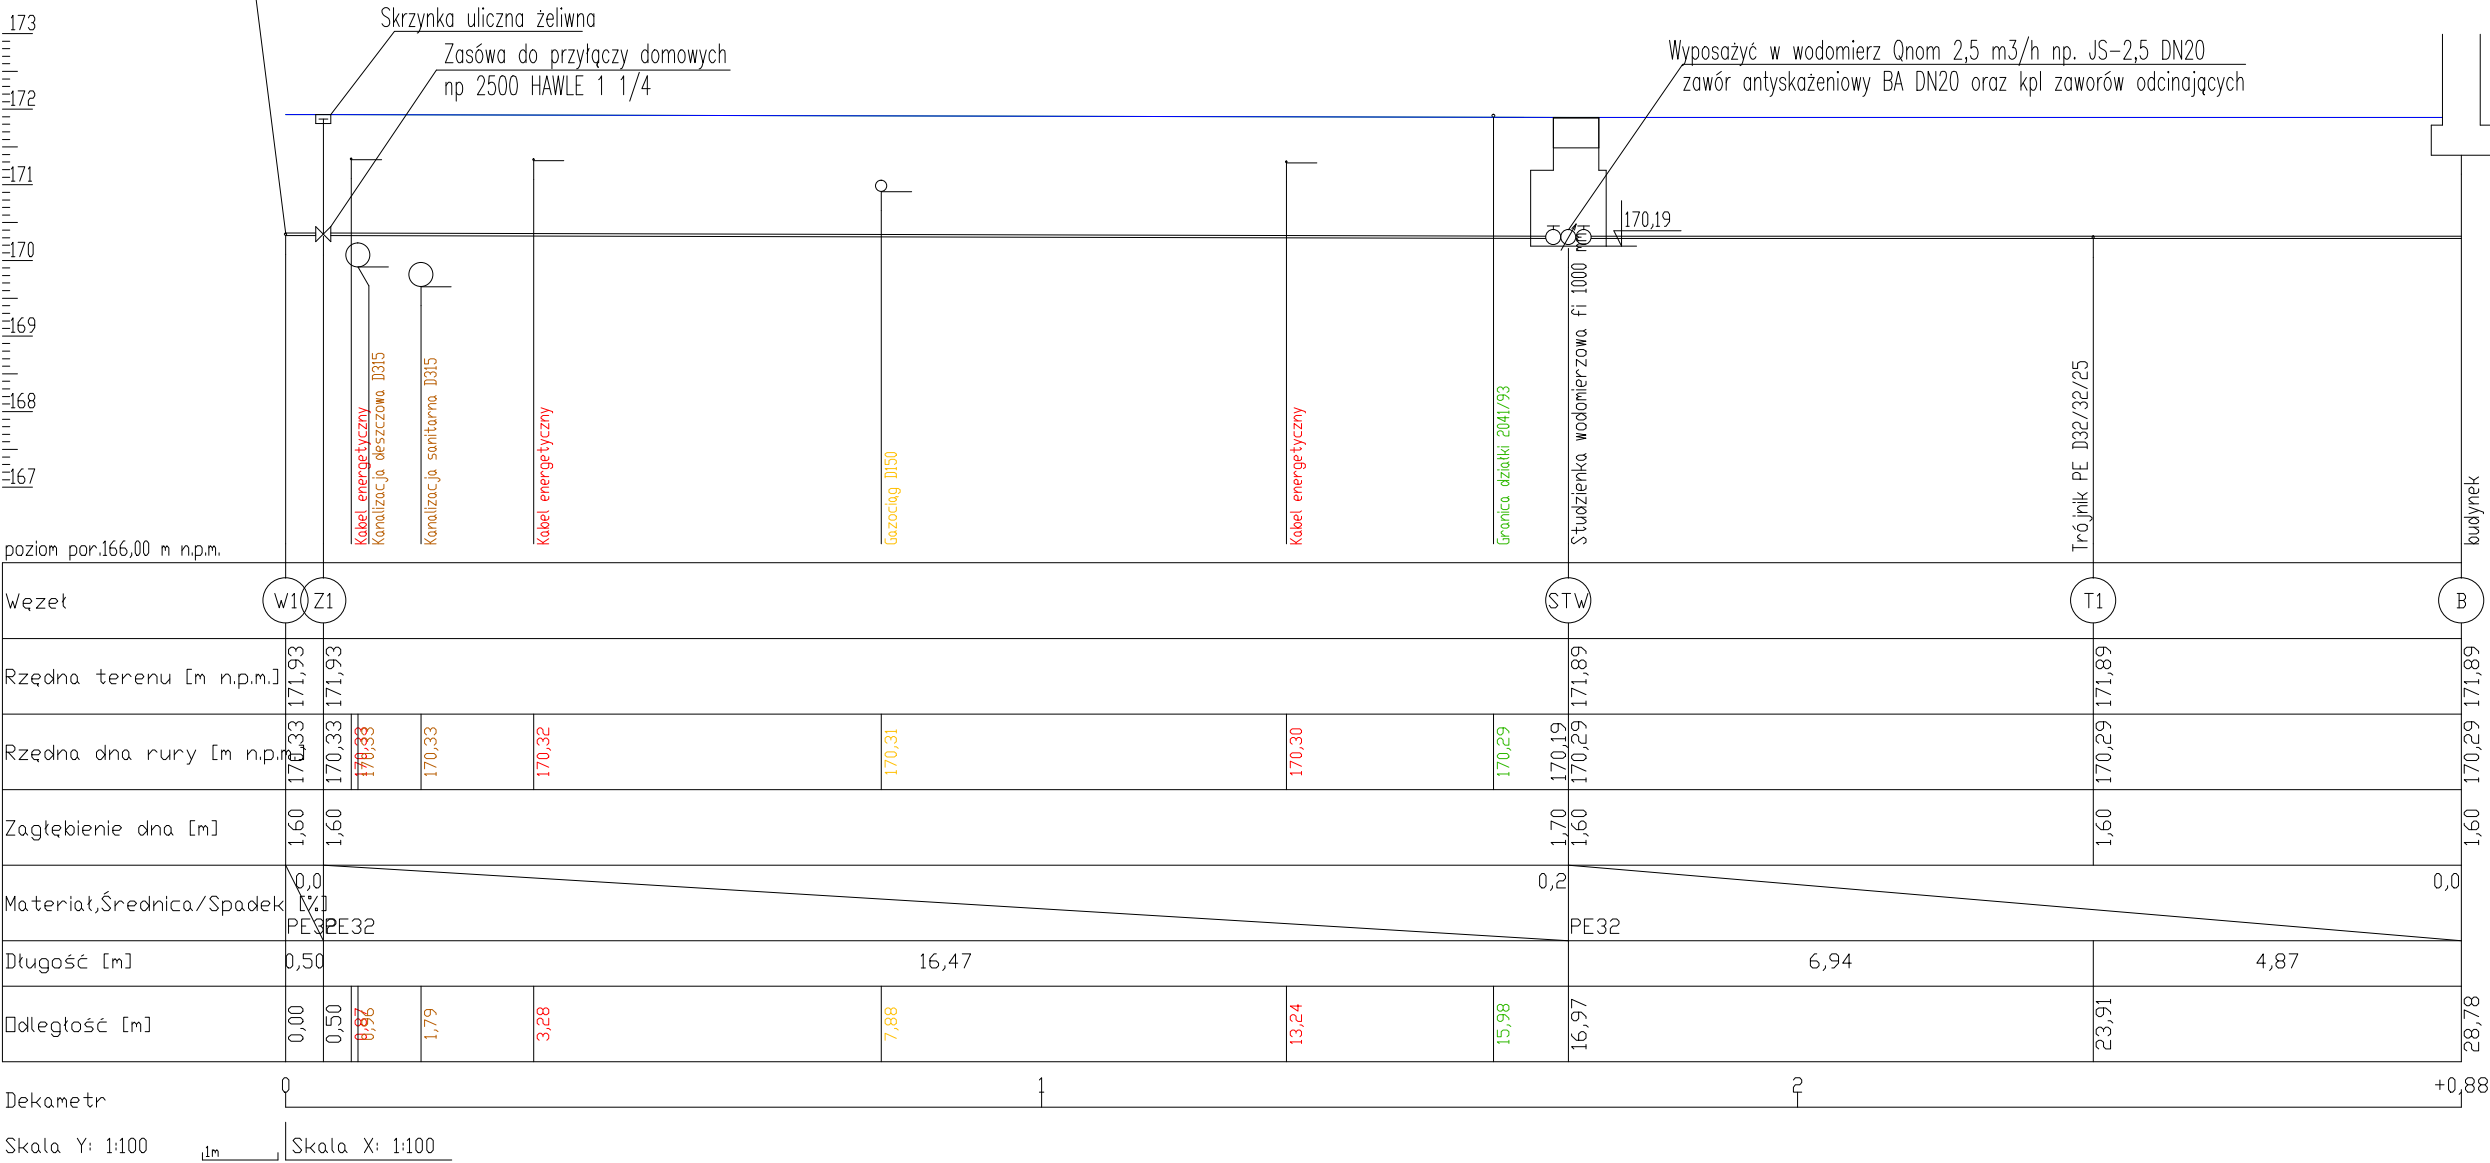 173
172
171
170
169
168
167
Skrzynka uliczna żeliwna
Zasówa do przyłączy domowych
np 2500 HAWLE 1 1/4
Wyposażyć w wodomierz Qnom 2,5 m3/h np. JS-2,5 DN20
zawór antyskażeniowy BA DN20 oraz kpl zaworów odcinających
170,19
Kabel energetyczny
Kanalizacja deszczowa D315
Kanalizacja sanitarna D315
Kabel energetyczny
Gazociąg D150
Kabel energetyczny
Granica działki 2041/93
Studzienka wodomierzowa fi 1000 mm
Trójnik PE D32/32/25
budynek
poziom por.166,00 m n.p.m.
Węzeł
W1 Z1 STW T1 B
Rzędna terenu [m n.p.m.]
171,93 171,93 171,89 171,89 171,89
Rzędna dna rury [m n.p.m.]
170,33 170,33 170,33 170,33 170,33 170,32 170,31 170,30 170,29 170,19 170,29 170,29 170,29
Zagłębienie dna [m]
1,60 1,60 1,70 1,60 1,60 1,60
Materiał,Średnica/Spadek [%]
0,0 0,2 0,0
PE32 PE32 PE32
Długość [m]
0,50 16,47 6,94 4,87
Odległość [m]
0,00 0,50 0,87 0,96 1,79 3,28 7,88 13,24 15,98 16,97 23,91 28,78
Dekametr
0 1 2 +0,88
Skala Y: 1:100
1m
Skala X: 1:100